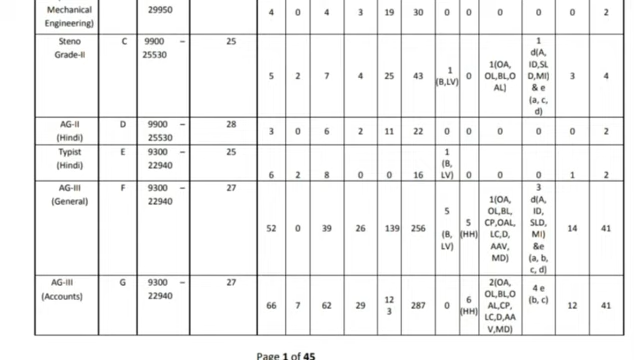 Mechanical Engineering) 29950 4 0 4 3 19 30 0 0 0 0 0 2
Steno Grade-II C 9900 – 25530 25 5 2 7 4 25 43 1 (B,LV) 0 1(OA, OL,BL,O AL) 1 d(A, ID,SL D,MI) & e (a, c, d) 3 4
AG-II (Hindi) D 9900 – 25530 28 3 0 6 2 11 22 0 0 0 0 0 2
Typist (Hindi) E 9300 – 22940 25 6 2 8 0 0 16 1 (B, LV) 0 0 0 1 2
AG-III (General) F 9300 – 22940 27 52 0 39 26 139 256 5 (B, LV) 5 (HH) 1(OA, OL,BL, CP,OAL, LC,D, AAV, MD) 3 d(A, ID, SLD, MI) &e (a, b, c, d) 14 41
AG-III (Accounts) G 9300 – 22940 27 66 7 62 29 12 3 287 0 6 (HH) 2(OA, OL,BL,O AL,CP, LC,D,AA V,MD) 4 e (b, c) 12 41
Page 1 of 45